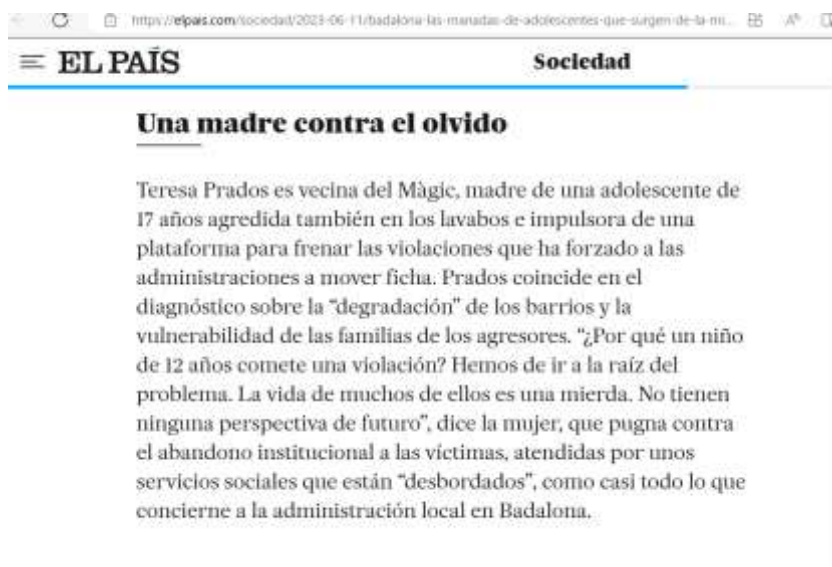 https://elpais.com/sociedad/2023-06-11/badalona-las-manadas-de-adolescentes-que-surgen-de-la-mi...
EL PAÍS
Sociedad
Una madre contra el olvido
Teresa Prados es vecina del Màgic, madre de una adolescente de
17 años agredida también en los lavabos e impulsora de una
plataforma para frenar las violaciones que ha forzado a las
administraciones a mover ficha. Prados coincide en el
diagnóstico sobre la “degradación” de los barrios y la
vulnerabilidad de las familias de los agresores. “¿Por qué un niño
de 12 años comete una violación? Hemos de ir a la raíz del
problema. La vida de muchos de ellos es una mierda. No tienen
ninguna perspectiva de futuro”, dice la mujer, que pugna contra
el abandono institucional a las víctimas, atendidas por unos
servicios sociales que están “desbordados”, como casi todo lo que
concierne a la administración local en Badalona.